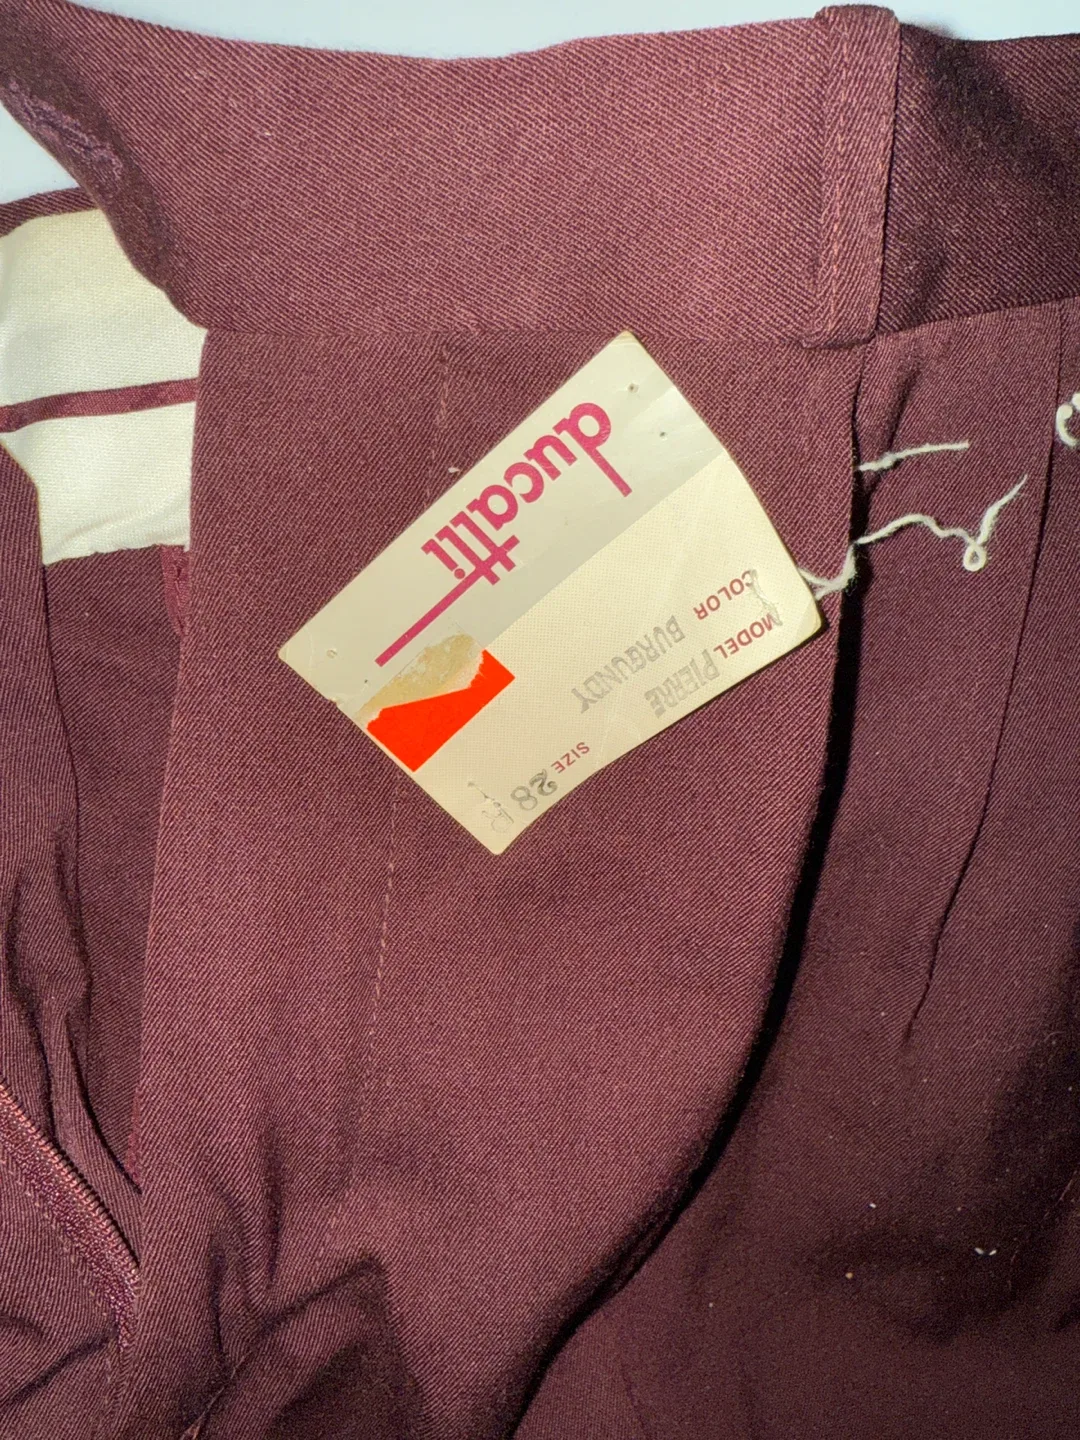 ducatti
MODEL PIERRE
COLOR BURGUNDY
SIZE 28